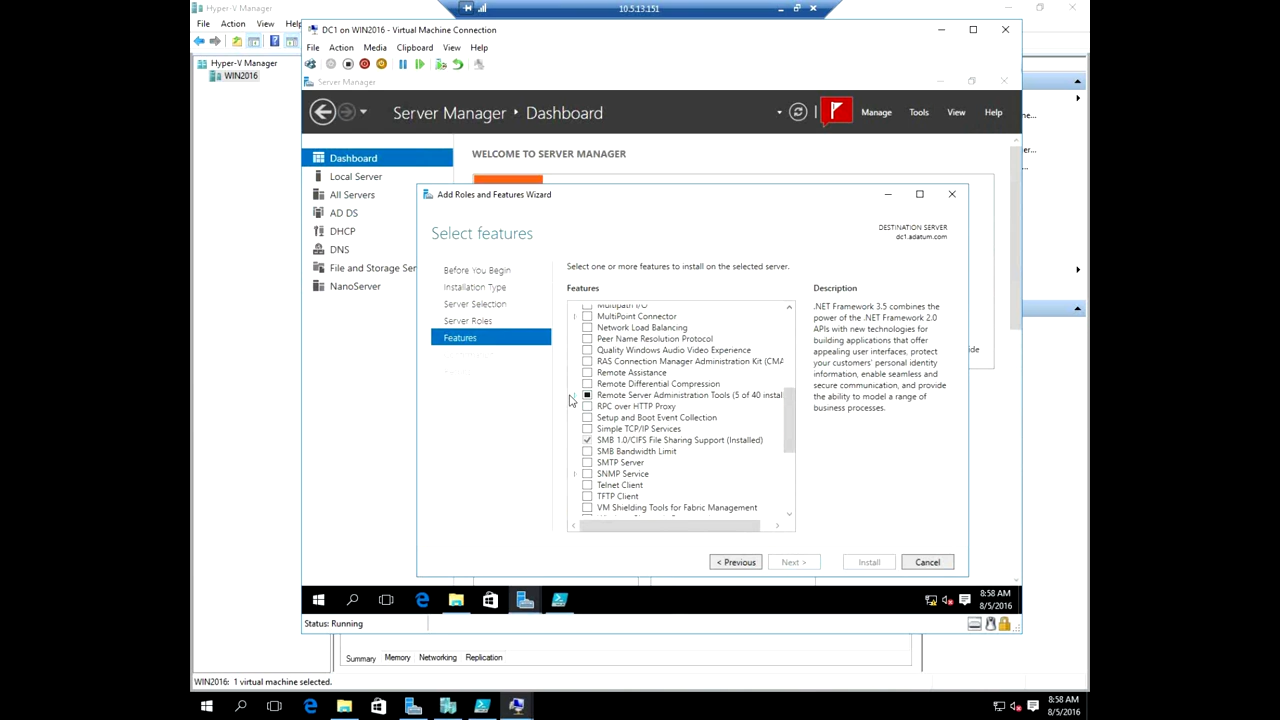 Hyper-V Manager
10.5.13.151
File Action View Help
DC1 on WIN2016 - Virtual Machine Connection
File Action Media Clipboard View Help
Hyper-V Manager
WIN2016
Server Manager
Server Manager ‣ Dashboard
Manage Tools View Help
Dashboard
Local Server
All Servers
AD DS
DHCP
DNS
File and Storage Ser
NanoServer
WELCOME TO SERVER MANAGER
Add Roles and Features Wizard
Select features
DESTINATION SERVER
dc1.adatum.com
Before You Begin
Installation Type
Server Selection
Server Roles
Features
Select one or more features to install on the selected server.
Features
Multipath I/O
MultiPoint Connector
Network Load Balancing
Peer Name Resolution Protocol
Quality Windows Audio Video Experience
RAS Connection Manager Administration Kit (CMA
Remote Assistance
Remote Differential Compression
Remote Server Administration Tools (5 of 40 instal
RPC over HTTP Proxy
Setup and Boot Event Collection
Simple TCP/IP Services
SMB 1.0/CIFS File Sharing Support (Installed)
SMB Bandwidth Limit
SMTP Server
SNMP Service
Telnet Client
TFTP Client
VM Shielding Tools for Fabric Management
Description
.NET Framework 3.5 combines the
power of the .NET Framework 2.0
APIs with new technologies for
building applications that offer
appealing user interfaces, protect
your customers' personal identity
information, enable seamless and
secure communication, and provide
the ability to model a range of
business processes.
ide
ne...
er...
< Previous Next > Install Cancel
8:58 AM
8/5/2016
Status: Running
Summary Memory Networking Replication
WIN2016: 1 virtual machine selected.
8:58 AM
8/5/2016